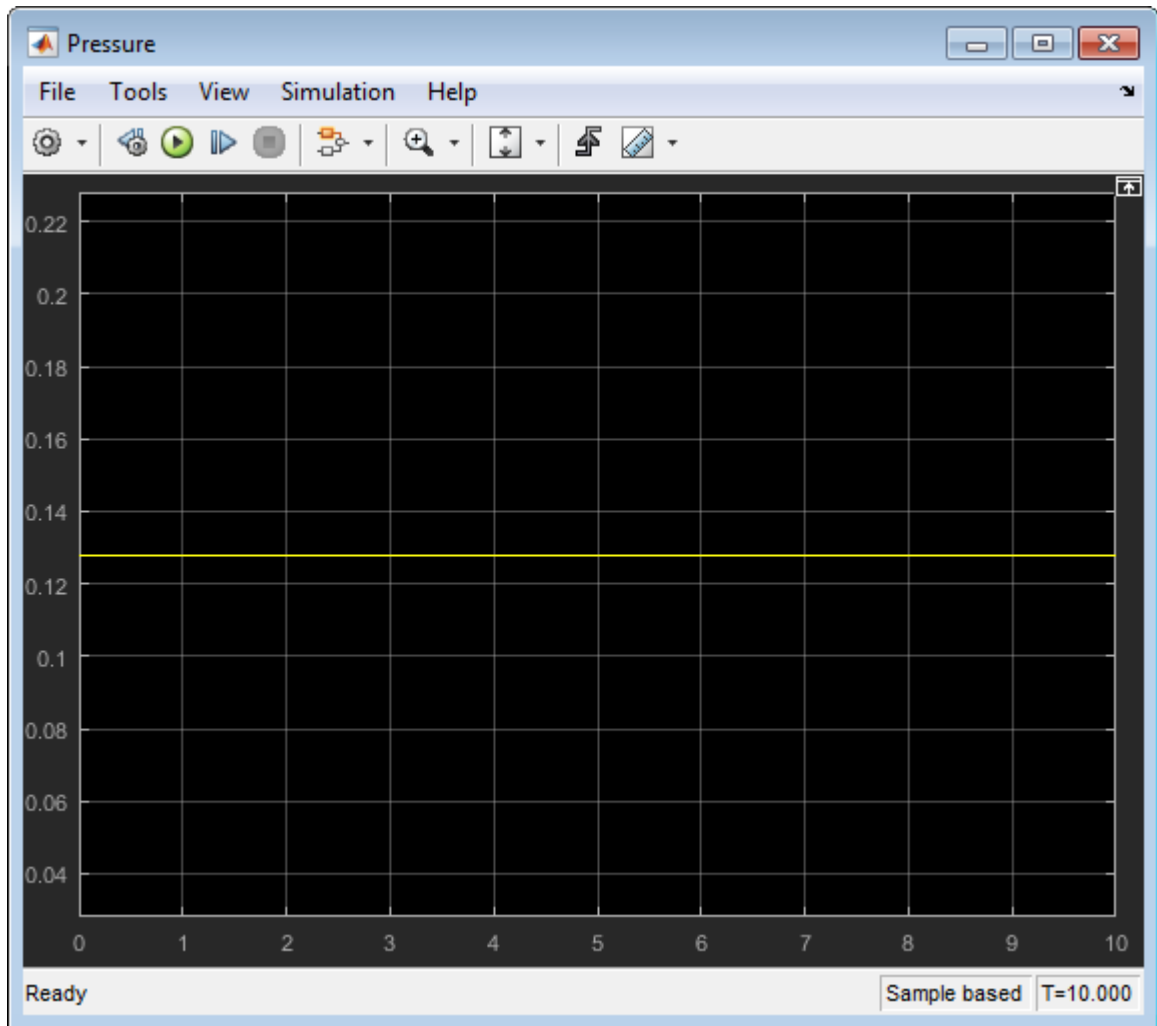 Pressure
File Tools View Simulation Help
0.22
0.2
0.18
0.16
0.14
0.12
0.1
0.08
0.06
0.04
0 1 2 3 4 5 6 7 8 9 10
Ready Sample based T=10.000